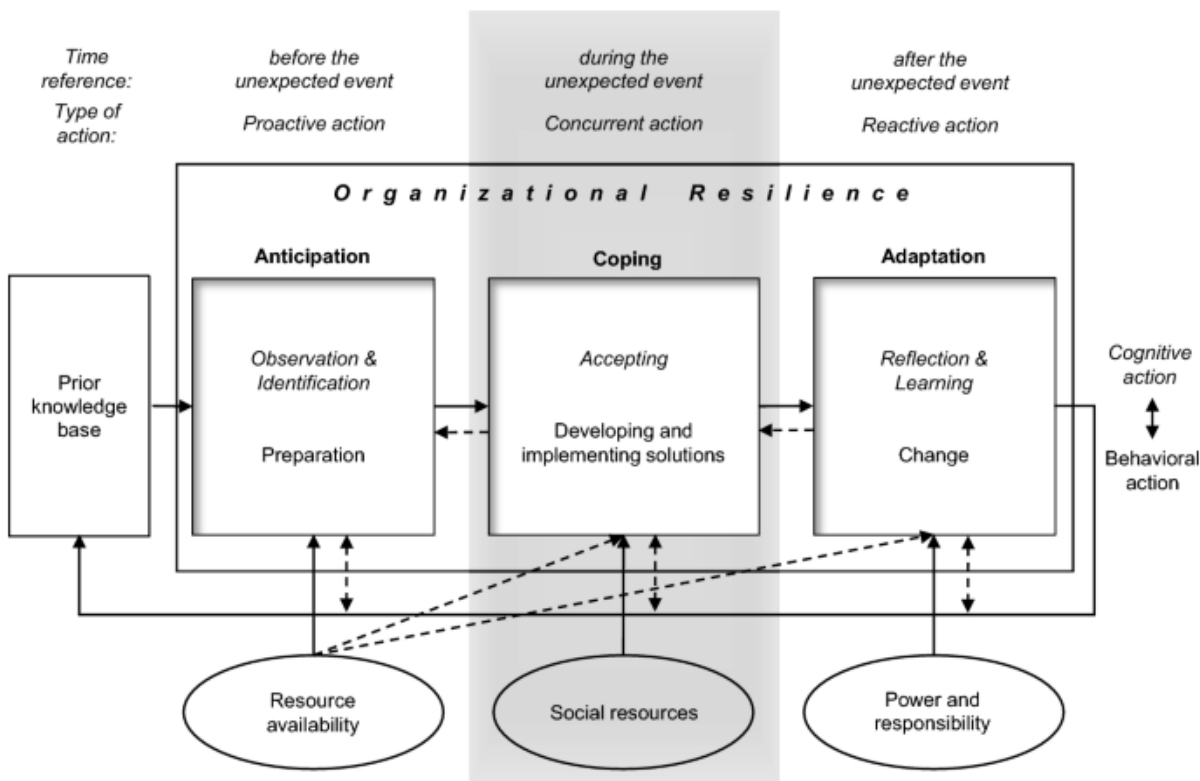 Time
reference:
before the
unexpected event
during the
unexpected event
after the
unexpected event
Type of
action:
Proactive action
Concurrent action
Reactive action
Organizational Resilience
Anticipation
Coping
Adaptation
Prior
knowledge
base
Observation &
Identification
Preparation
Accepting
Developing and
implementing solutions
Reflection &
Learning
Change
Cognitive
action
Behavioral
action
Resource
availability
Social resources
Power and
responsibility